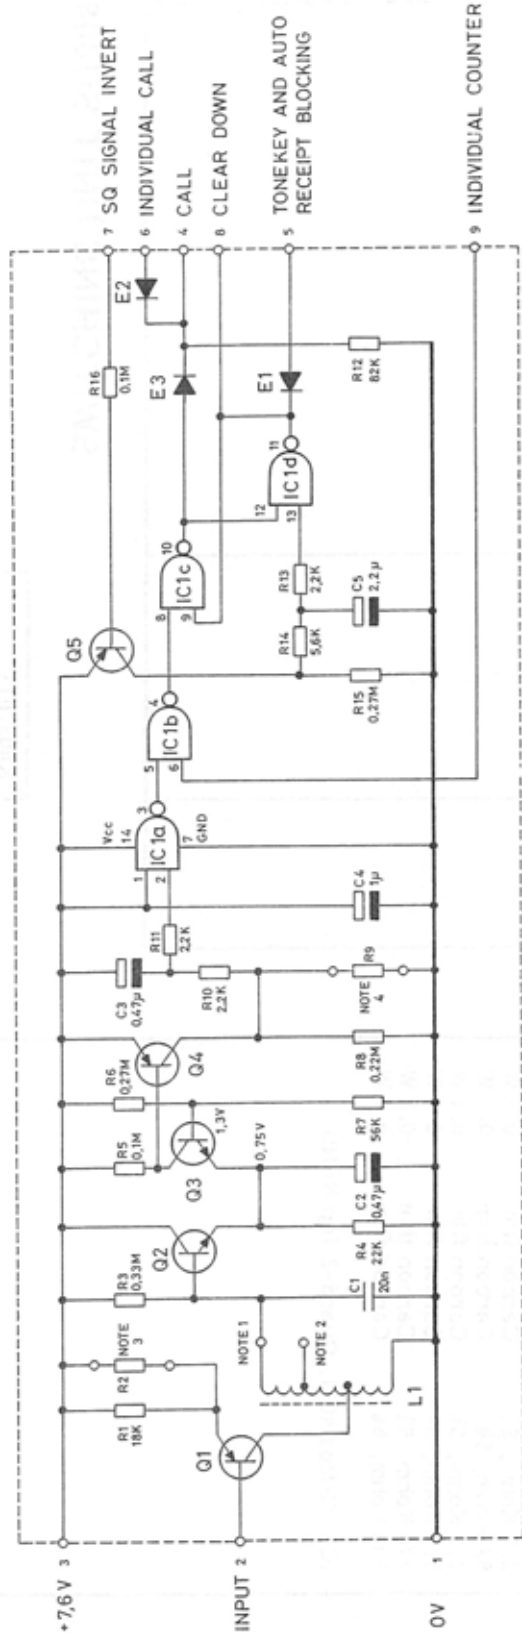 +7,6 V 3
INPUT 2
0V 1
R1
18K
R2
NOTE
3
Q1
L1
NOTE 1
NOTE 2
R3
0,33M
C1
20n
Q2
R4
22K
0,75V
C2
0,47µ
R5
0,1M
Q3
1,3V
R6
0,27M
R7
56K
Q4
R8
0,22M
C3
0,47µ
R10
2,2K
R9
NOTE
4
R11
2,2K
1
2
IC1a
3
Vcc
14
7
GND
C4
1µ
5
6
IC1b
4
Q5
R15
0,27M
R14
5,6K
R13
2,2K
C5
2,2µ
8
9
IC1c
10
12
13
IC1d
11
E3
E1
E2
R16
0,1M
R12
82K
7 SQ SIGNAL INVERT
6 INDIVIDUAL CALL
4 CALL
8 CLEAR DOWN
5 TONEKEY AND AUTO
RECEIPT BLOCKING
9 INDIVIDUAL COUNTER